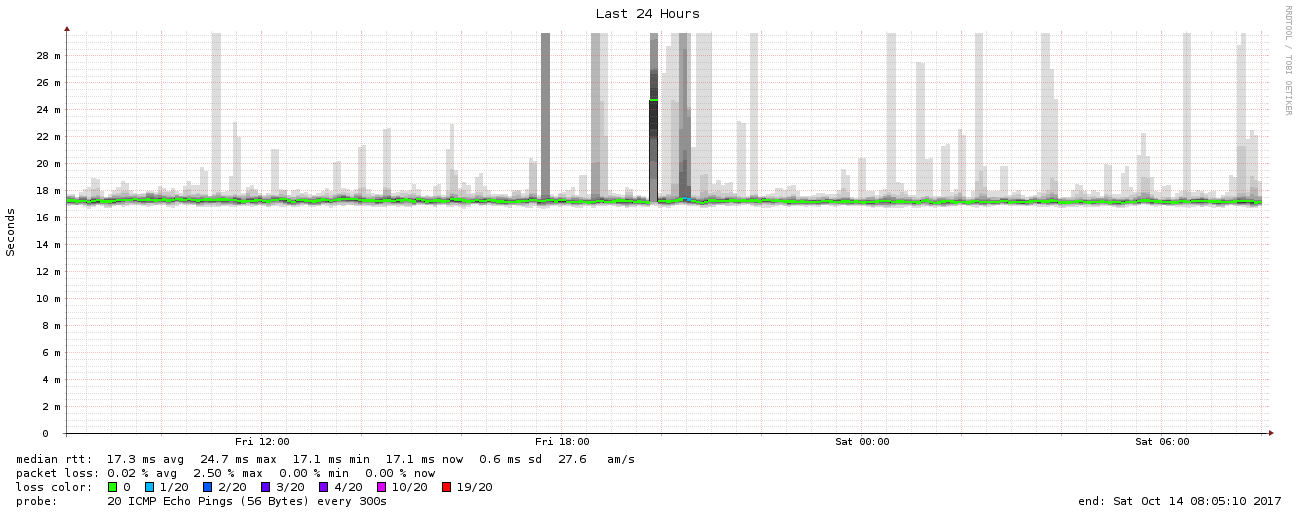 Last 24 Hours
RRDTOOL / TOBI OETIKER
Seconds
28 m
26 m
24 m
22 m
20 m
18 m
16 m
14 m
12 m
10 m
8 m
6 m
4 m
2 m
0
Fri 12:00 Fri 18:00 Sat 00:00 Sat 06:00
median rtt: 17.3 ms avg 24.7 ms max 17.1 ms min 17.1 ms now 0.6 ms sd 27.6 am/s
packet loss: 0.02 % avg 2.50 % max 0.00 % min 0.00 % now
loss color: 0 1/20 2/20 3/20 4/20 10/20 19/20
probe: 20 ICMP Echo Pings (56 Bytes) every 300s end: Sat Oct 14 08:05:10 2017